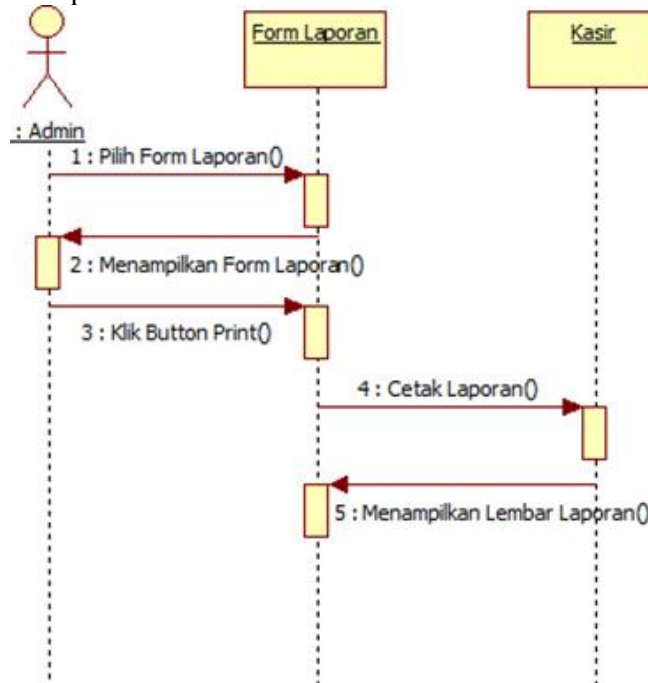 Form Laporan
Kasir
: Admin
1 : Pilih Form Laporan()
2 : Menampilkan Form Laporan()
3 : Klik Button Print()
4 : Cetak Laporan()
5 : Menampilkan Lembar Laporan()